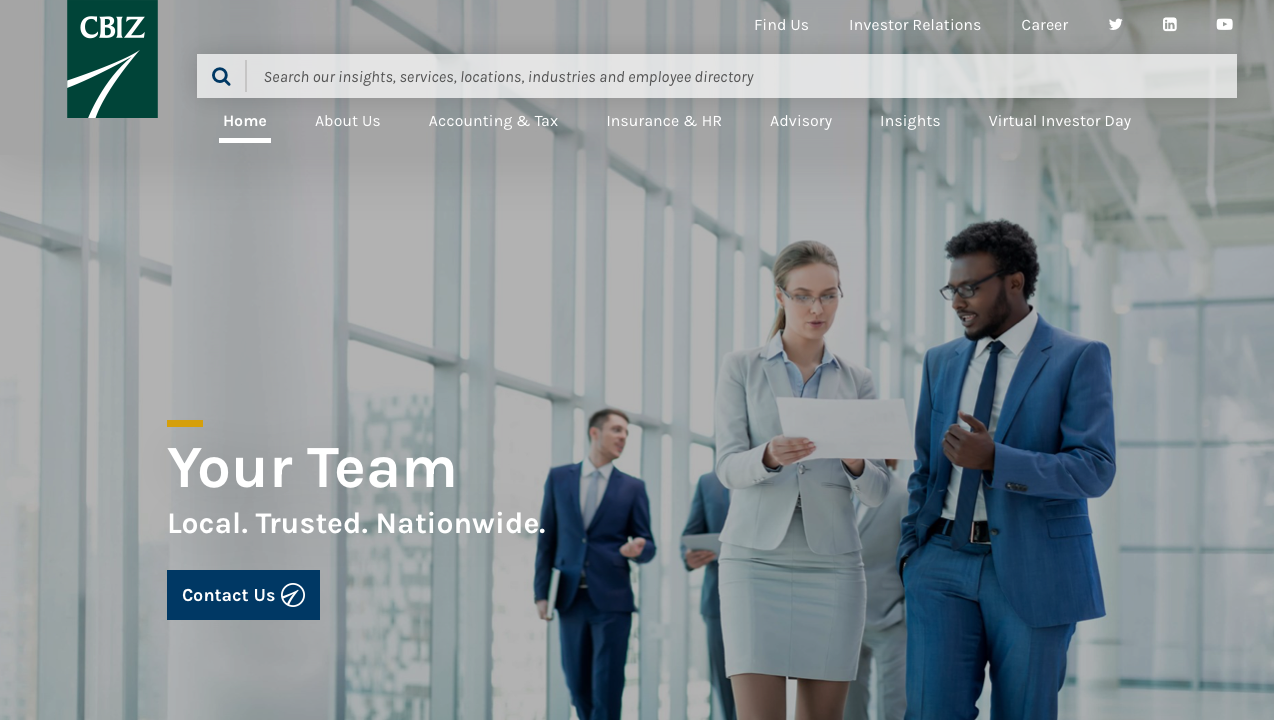 CBIZ
Find Us Investor Relations Career
Search our insights, services, locations, industries and employee directory
Home About Us Accounting & Tax Insurance & HR Advisory Insights Virtual Investor Day
Your Team
Local. Trusted. Nationwide.
Contact Us